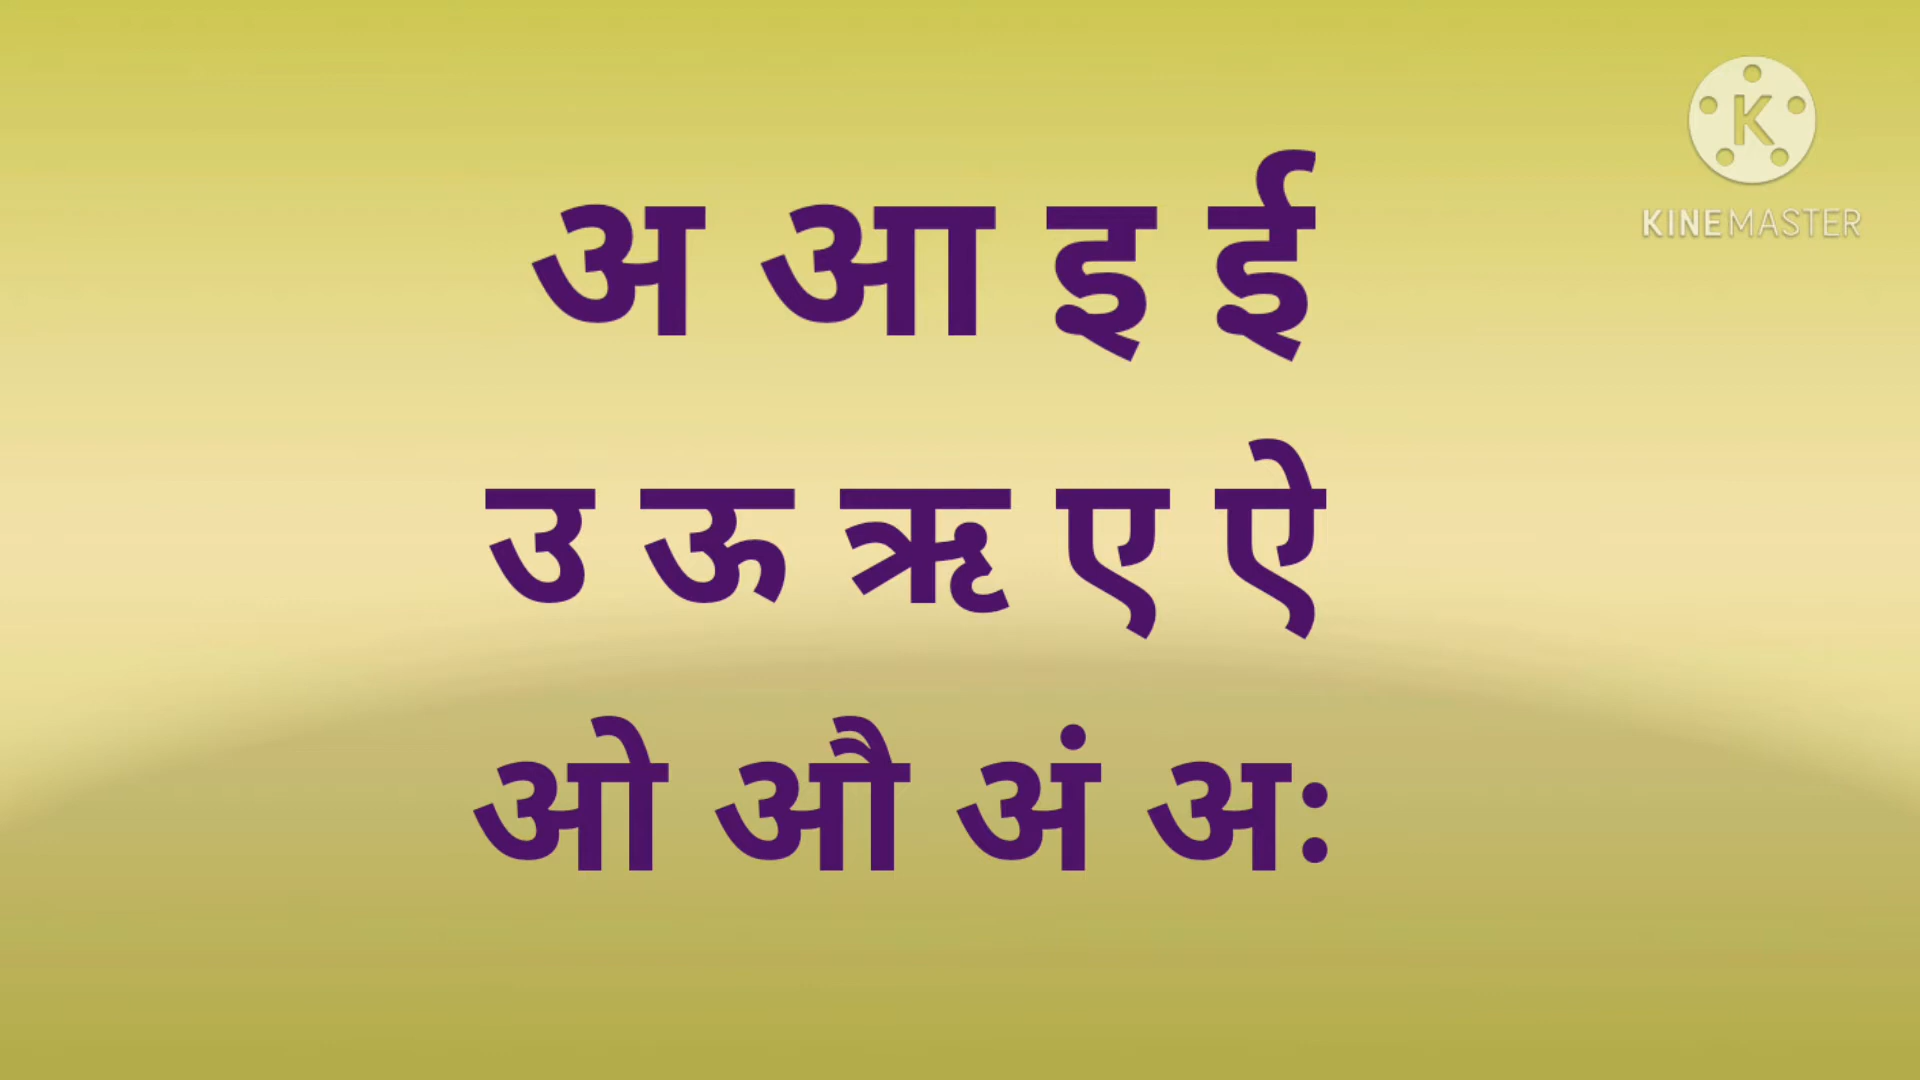 अ आ इ ई
उ ऊ ऋ ए ऐ
ओ औ अं अः
K
KINEMASTER